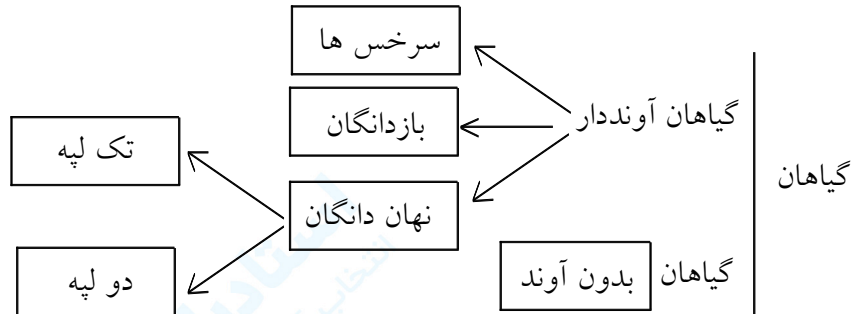 گیاهان
گیاهان آونددار
سرخس ها
بازدانگان
نهان دانگان
تک لپه
دو لپه
گیاهان بدون آوند